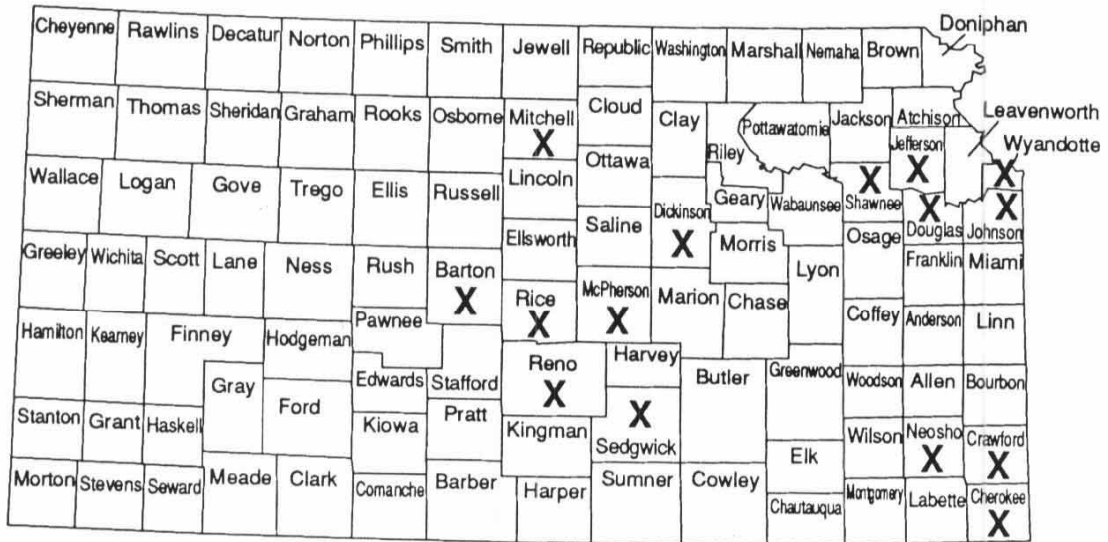 Doniphan
Cheyenne Rawlins Decatur Norton Phillips Smith Jewell Republic Washington Marshall Nemaha Brown
Leavenworth
Sherman Thomas Sheridan Graham Rooks Osborne Mitchell Cloud Clay Riley Pottawatomie Jackson Atchison
X
Jefferson
X
Wyandotte
X
Wallace Logan Gove Trego Ellis Russell Lincoln Ottawa Dickinson Geary Wabaunsee Shawnee Douglas Johnson
X
X
X
X
Greeley Wichita Scott Lane Ness Rush Barton Ellsworth Saline Morris Lyon Osage Franklin Miami
X
Hamilton Kearney Finney Hodgeman Pawnee Rice McPherson Marion Chase Coffey Anderson Linn
X
X
Stanton Grant Haskell Gray Ford Edwards Stafford Reno Harvey Butler Greenwood Woodson Allen Bourbon
X
Kiowa Pratt Kingman Sedgwick Elk Wilson Neosho Crawford
X
X
X
Morton Stevens Seward Meade Clark Comanche Barber Harper Sumner Cowley Chautauqua Montgomery Labette Cherokee
X